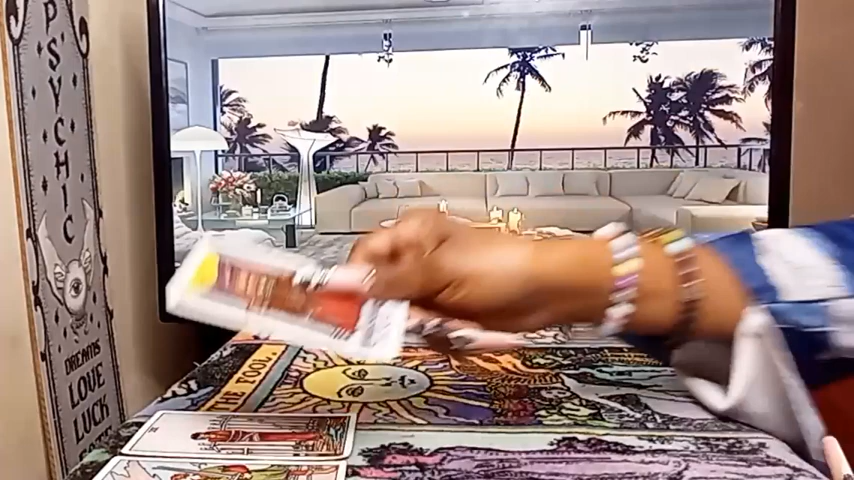 PSYCHIC
DREAMS
LOVE
LUCK
THE FOOL.